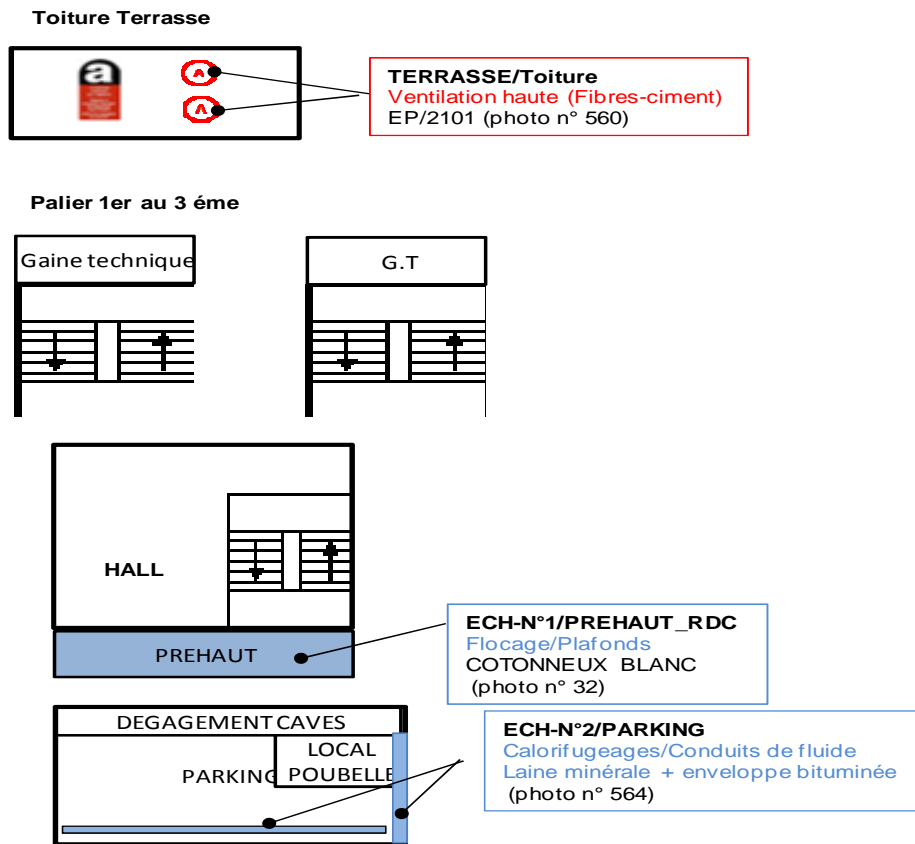 Toiture Terrasse
a
TERRASSE/Toiture
Ventilation haute (Fibres-ciment)
EP/2101 (photo n° 560)
Palier 1er au 3 éme
Gaine technique
G.T
HALL
PREHAUT
ECH-N°1/PREHAUT_RDC
Flocage/Plafonds
COTONNEUX BLANC
(photo n° 32)
DEGAGEMENT CAVES
LOCAL
PARKING POUBELLE
ECH-N°2/PARKING
Calorifugeages/Conduits de fluide
Laine minérale + enveloppe bituminée
(photo n° 564)